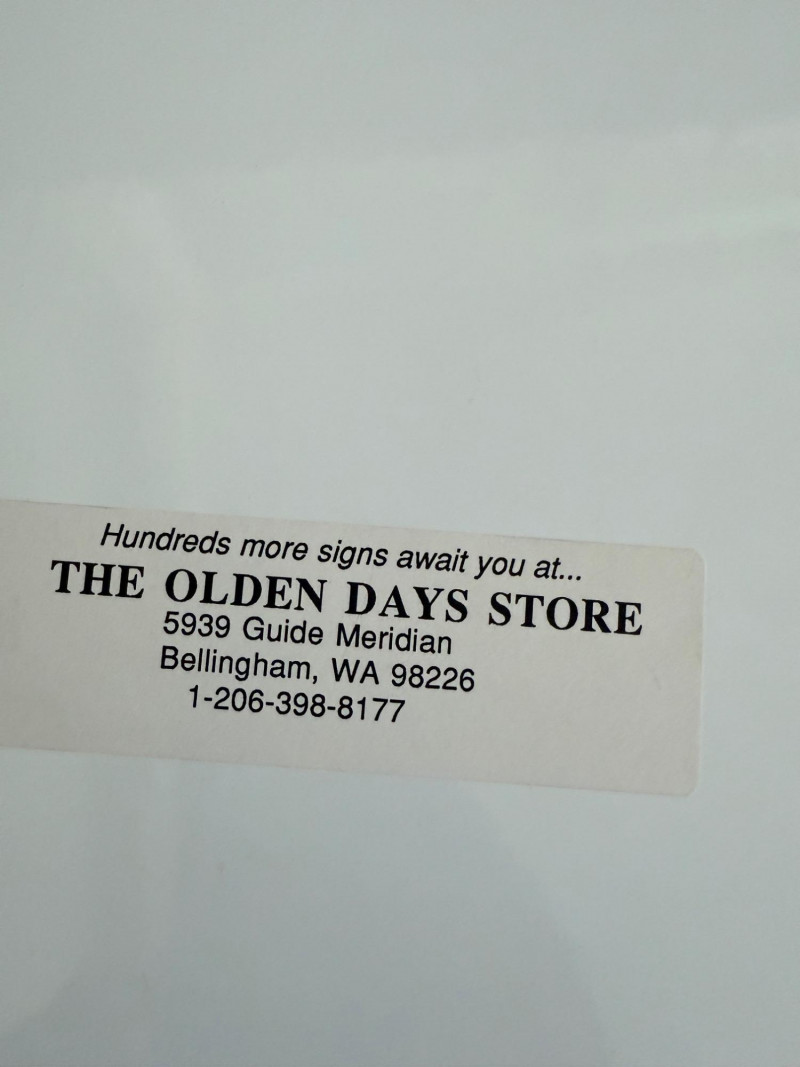 Hundreds more signs await you at...
THE OLDEN DAYS STORE
5939 Guide Meridian
Bellingham, WA 98226
1-206-398-8177